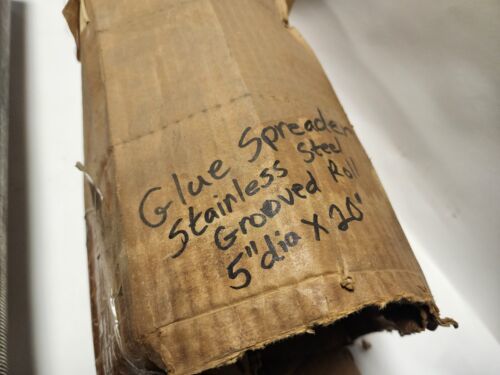 Glue Spreader
Stainless Steel
Grooved Roll
5" dia x 20"